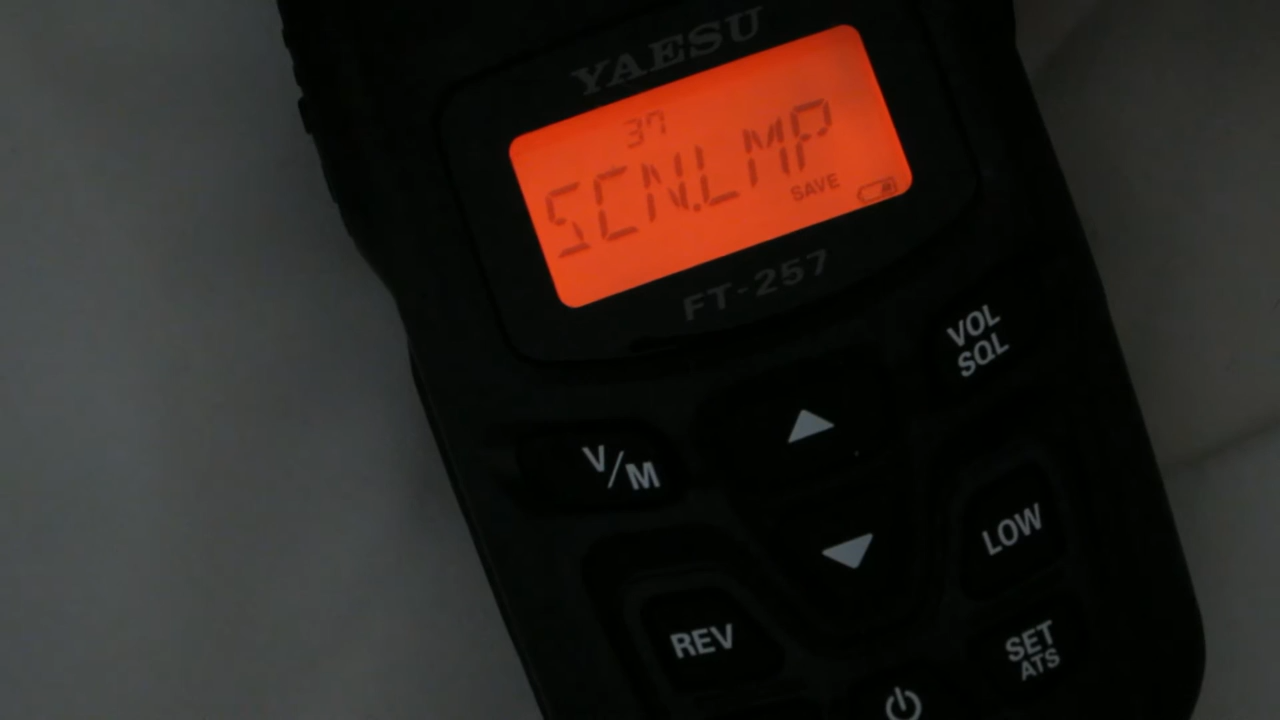 YAESU
37
SCN.LMP
SAVE
FT-257
VOL
SQL
V/M
LOW
REV
SET
ATS